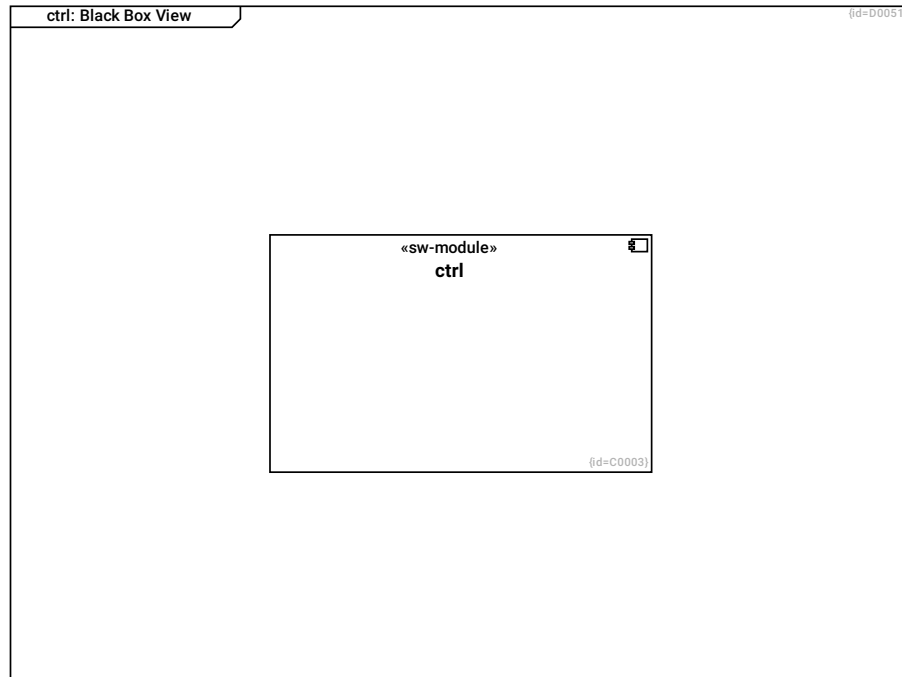 ctrl: Black Box View
{id=D0051
«sw-module»
ctrl
{id=C0003}